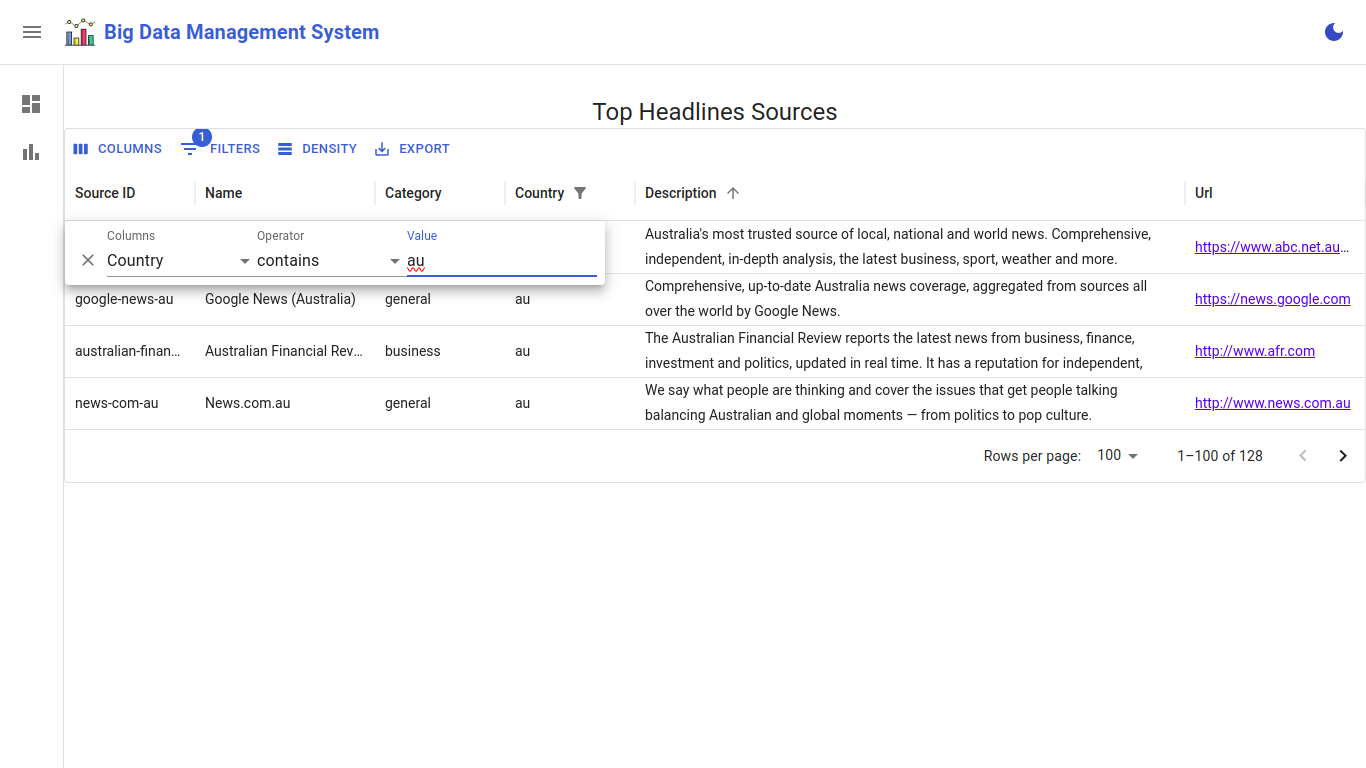 Big Data Management System
Top Headlines Sources
COLUMNS
1
FILTERS
DENSITY
EXPORT
Source ID
Name
Category
Country
Description
Url
Columns
Country
Operator
contains
Value
au
Australia's most trusted source of local, national and world news. Comprehensive,
independent, in-depth analysis, the latest business, sport, weather and more.
https://www.abc.net.au...
google-news-au
Google News (Australia)
general
au
Comprehensive, up-to-date Australia news coverage, aggregated from sources all
over the world by Google News.
https://news.google.com
australian-finan...
Australian Financial Rev...
business
au
The Australian Financial Review reports the latest news from business, finance,
investment and politics, updated in real time. It has a reputation for independent,
http://www.afr.com
news-com-au
News.com.au
general
au
We say what people are thinking and cover the issues that get people talking
balancing Australian and global moments — from politics to pop culture.
http://www.news.com.au
Rows per page:
100
1–100 of 128